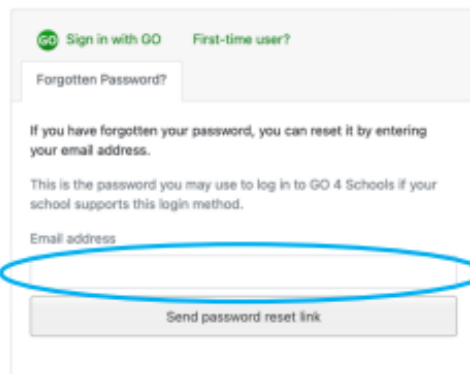 GO Sign in with GO First-time user?
Forgotten Password?
If you have forgotten your password, you can reset it by entering
your email address.
This is the password you may use to log in to GO 4 Schools if your
school supports this login method.
Email address
Send password reset link